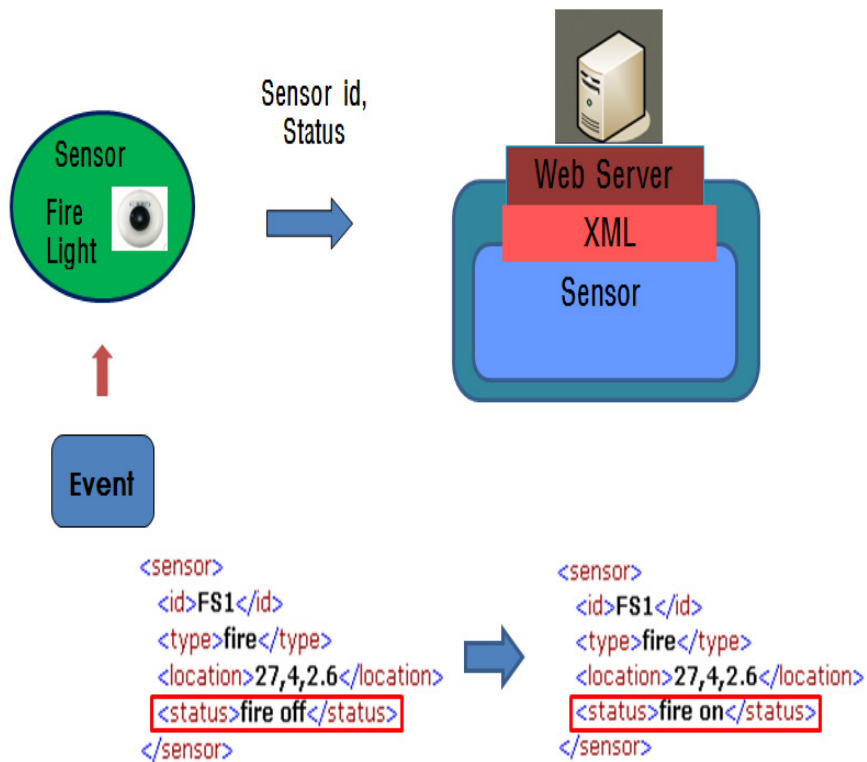 Sensor id,
Status
Sensor
Fire
Light
Web Server
XML
Sensor
Event
<sensor>
<id>FS1</id>
<type>fire</type>
<location>27,4,2.6</location>
<status>fire off</status>
</sensor>
<sensor>
<id>FS1</id>
<type>fire</type>
<location>27,4,2.6</location>
<status>fire on</status>
</sensor>